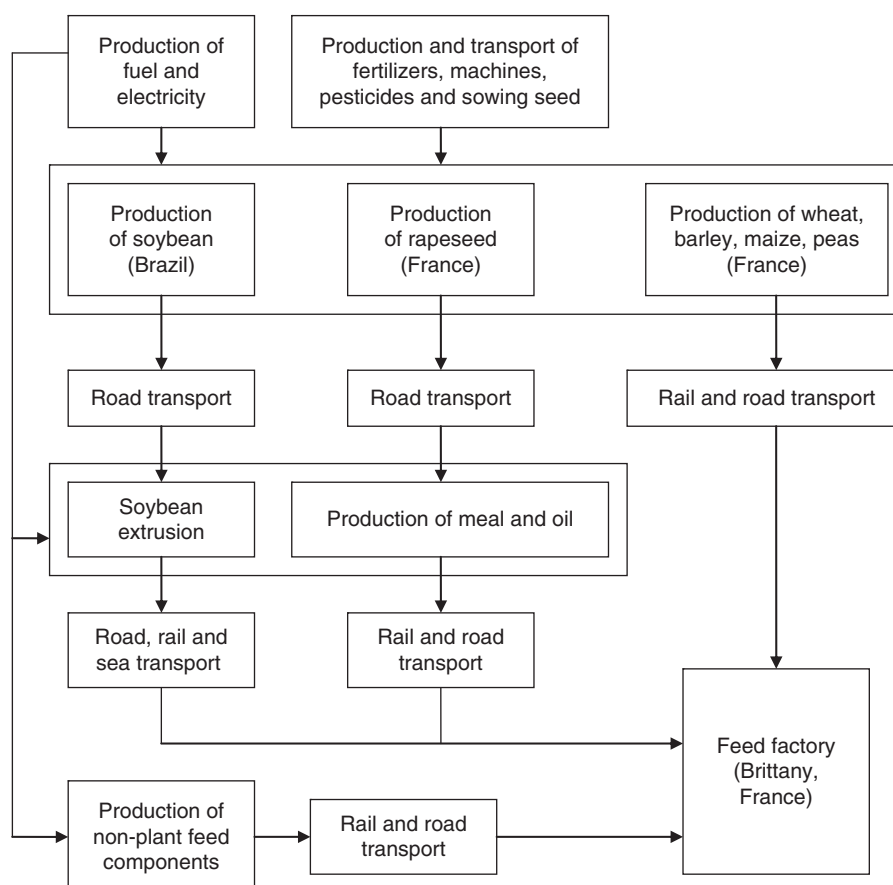 Production of
fuel and
electricity
Production and transport of
fertilizers, machines,
pesticides and sowing seed
Production
of soybean
(Brazil)
Production
of rapeseed
(France)
Production of wheat,
barley, maize, peas
(France)
Road transport
Road transport
Rail and road transport
Soybean
extrusion
Production of meal and oil
Road, rail and
sea transport
Rail and road
transport
Feed factory
(Brittany,
France)
Production of
non-plant feed
components
Rail and road
transport